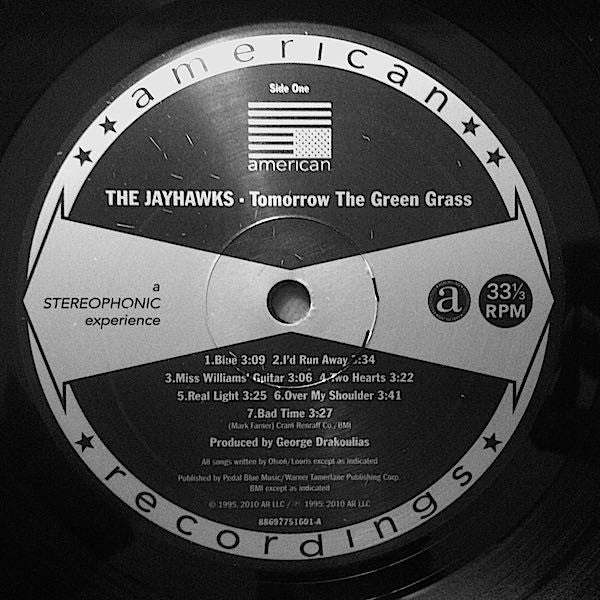 american
Side One
american
THE JAYHAWKS • Tomorrow The Green Grass
a
STEREOPHONIC
experience
a
33⅓
RPM
1.Blue 3:09 2.I'd Run Away :34
3.Miss Williams' Guitar 3:06 4.Two Hearts 3:22
5.Real Light 3:25 6.Over My Shoulder 3:41
7.Bad Time 3:27
(Mark Farner) Cram Renraff Co./BMI
Produced by George Drakoulias
All songs written by Olson/Louris except as indicated
Published by Pedal Blue Music/Warner Tamerlane Publishing Corp.
BMI except as indicated
© 1995, 2010 AR LLC / ℗ 1995, 2010 AR LLC
88697751601-A
recordings